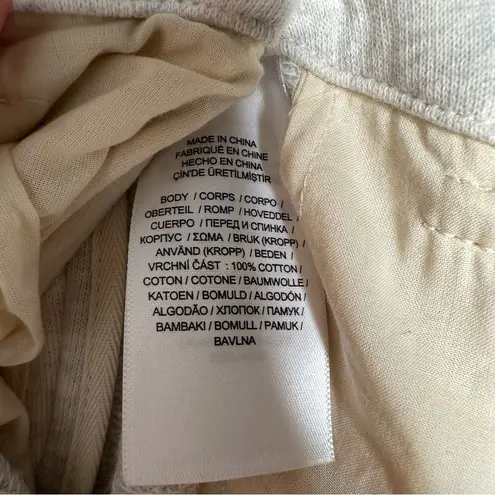 MADE IN CHINA
FABRIQUÉ EN CHINE
HECHO EN CHINA
ÇİN'DE ÜRETİLMİŞTİR
BODY / CORPS / CORPO /
OBERTEIL / ROMP / HOVEDDEL /
CUERPO / ПЕРЕД И СПИНКА /
КОРПУС / ΣΩΜΑ / BRUK (KROPP) /
ANVÄND (KROPP) / BEDEN /
VRCHNÍ ČÁST : 100% COTTON /
COTON / COTONE / BAUMWOLLE /
KATOEN / BOMULD / ALGODÓN /
ALGODÃO / ХЛОПОК / ПАМУК /
ΒΑΜΒΑΚΙ / BOMULL / PAMUK /
BAVLNA